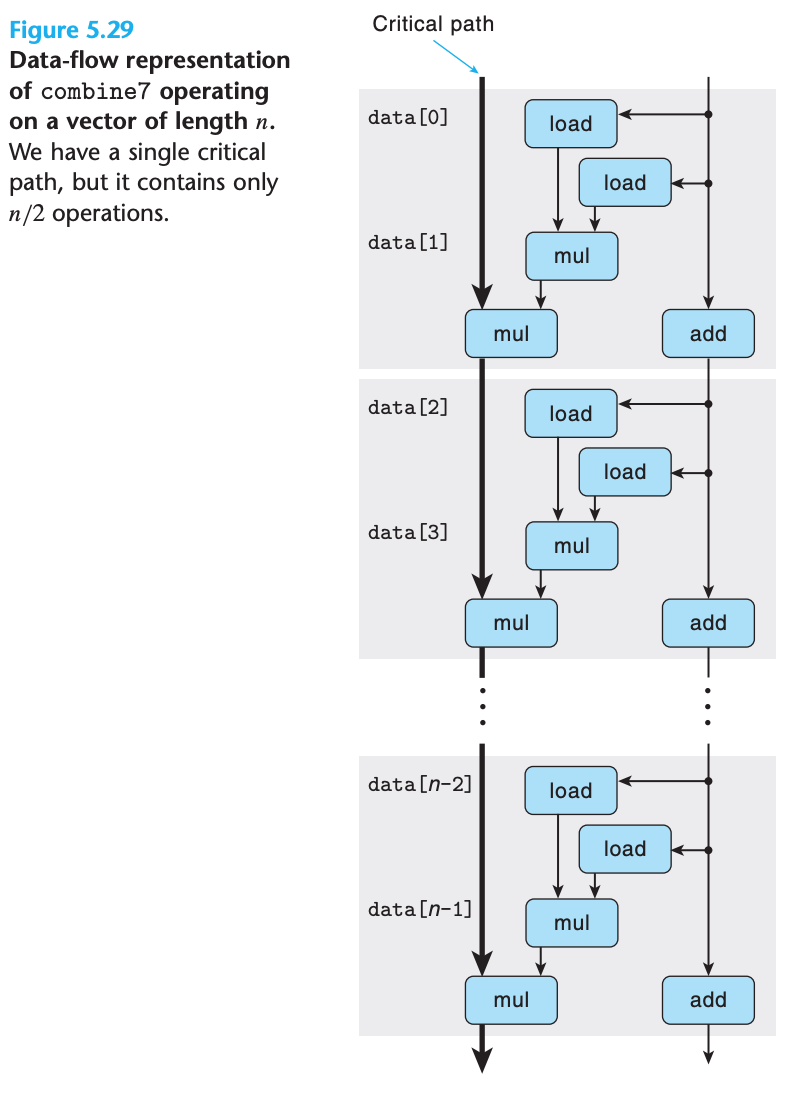 Figure 5.29
Data-flow representation
of combine7 operating
on a vector of length n.
We have a single critical
path, but it contains only
n/2 operations.
Critical path
data[0]
load
load
data[1]
mul
mul
add
data[2]
load
load
data[3]
mul
mul
add
data[n-2]
load
load
data[n-1]
mul
mul
add